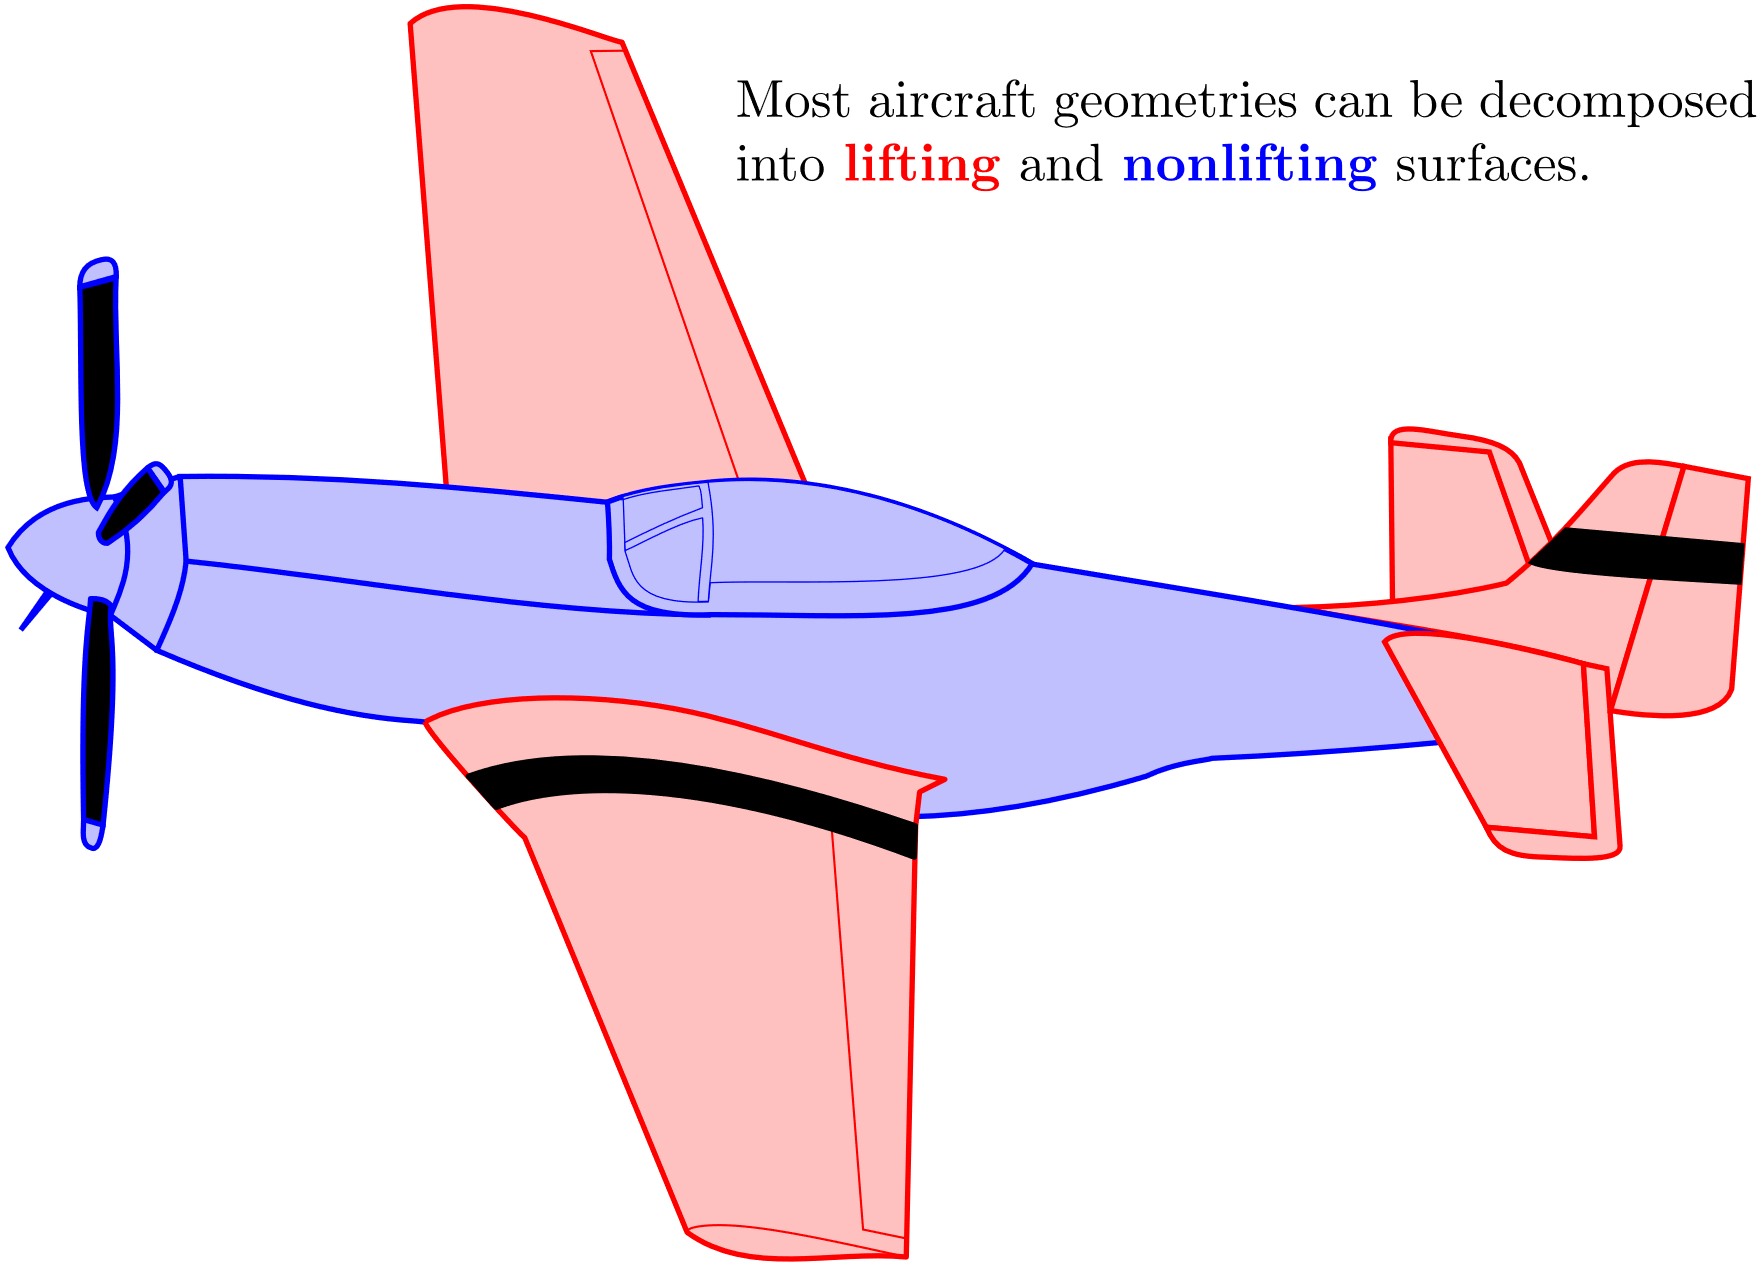 Most aircraft geometries can be decomposed
into lifting and nonlifting surfaces.